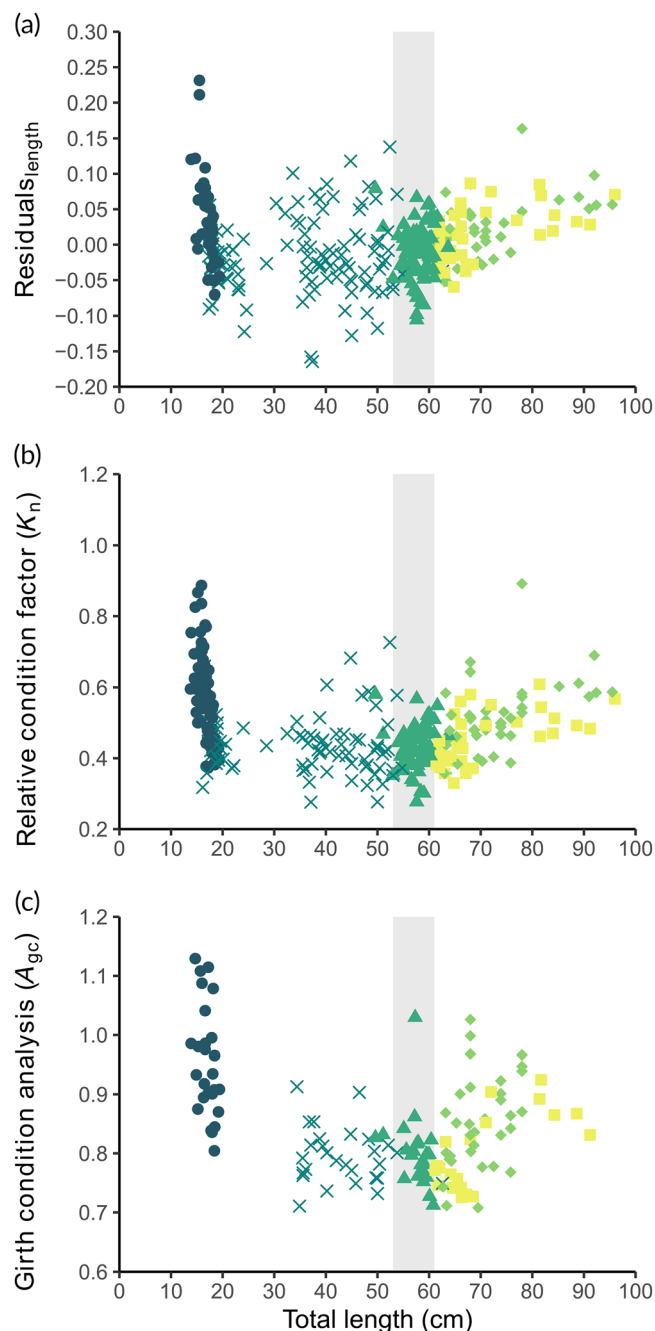 (a)
Residuals_length
0.30
0.25
0.20
0.15
0.10
0.05
0.00
−0.05
−0.10
−0.15
−0.20
0 10 20 30 40 50 60 70 80 90 100
(b)
Relative condition factor (Kn)
1.2
1.0
0.8
0.6
0.4
0.2
0 10 20 30 40 50 60 70 80 90 100
(c)
Girth condition analysis (Agc)
1.2
1.1
1.0
0.9
0.8
0.7
0.6
0 10 20 30 40 50 60 70 80 90 100
Total length (cm)